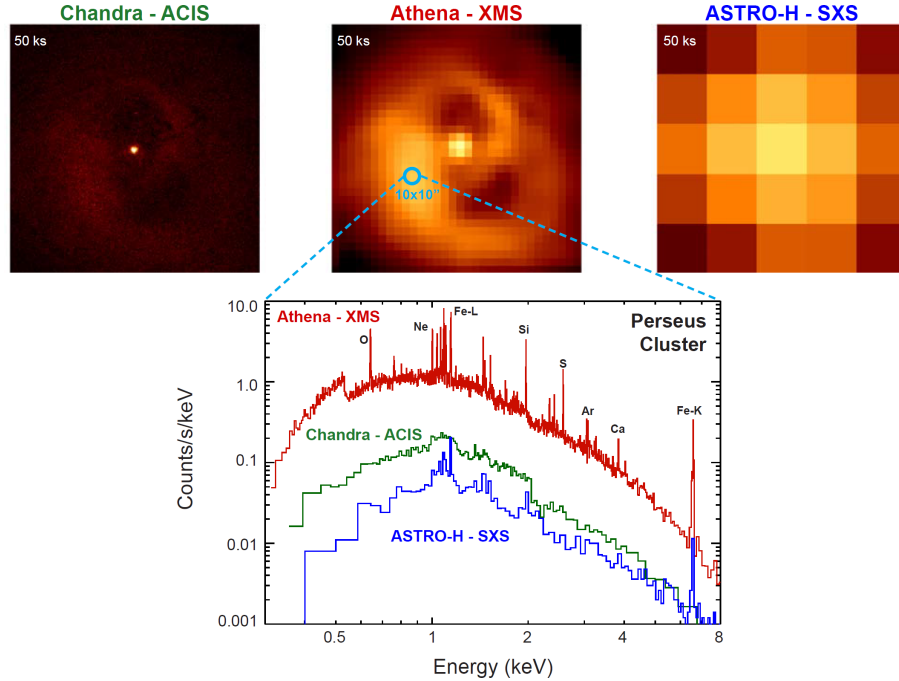 Chandra - ACIS
Athena - XMS
ASTRO-H - SXS
50 ks
50 ks
50 ks
10x10"
10.0
1.0
0.1
0.01
0.001
Counts/s/keV
Athena - XMS
O
Ne
Fe-L
Si
S
Ar
Ca
Fe-K
Perseus
Cluster
Chandra - ACIS
ASTRO-H - SXS
0.5
1
2
4
8
Energy (keV)